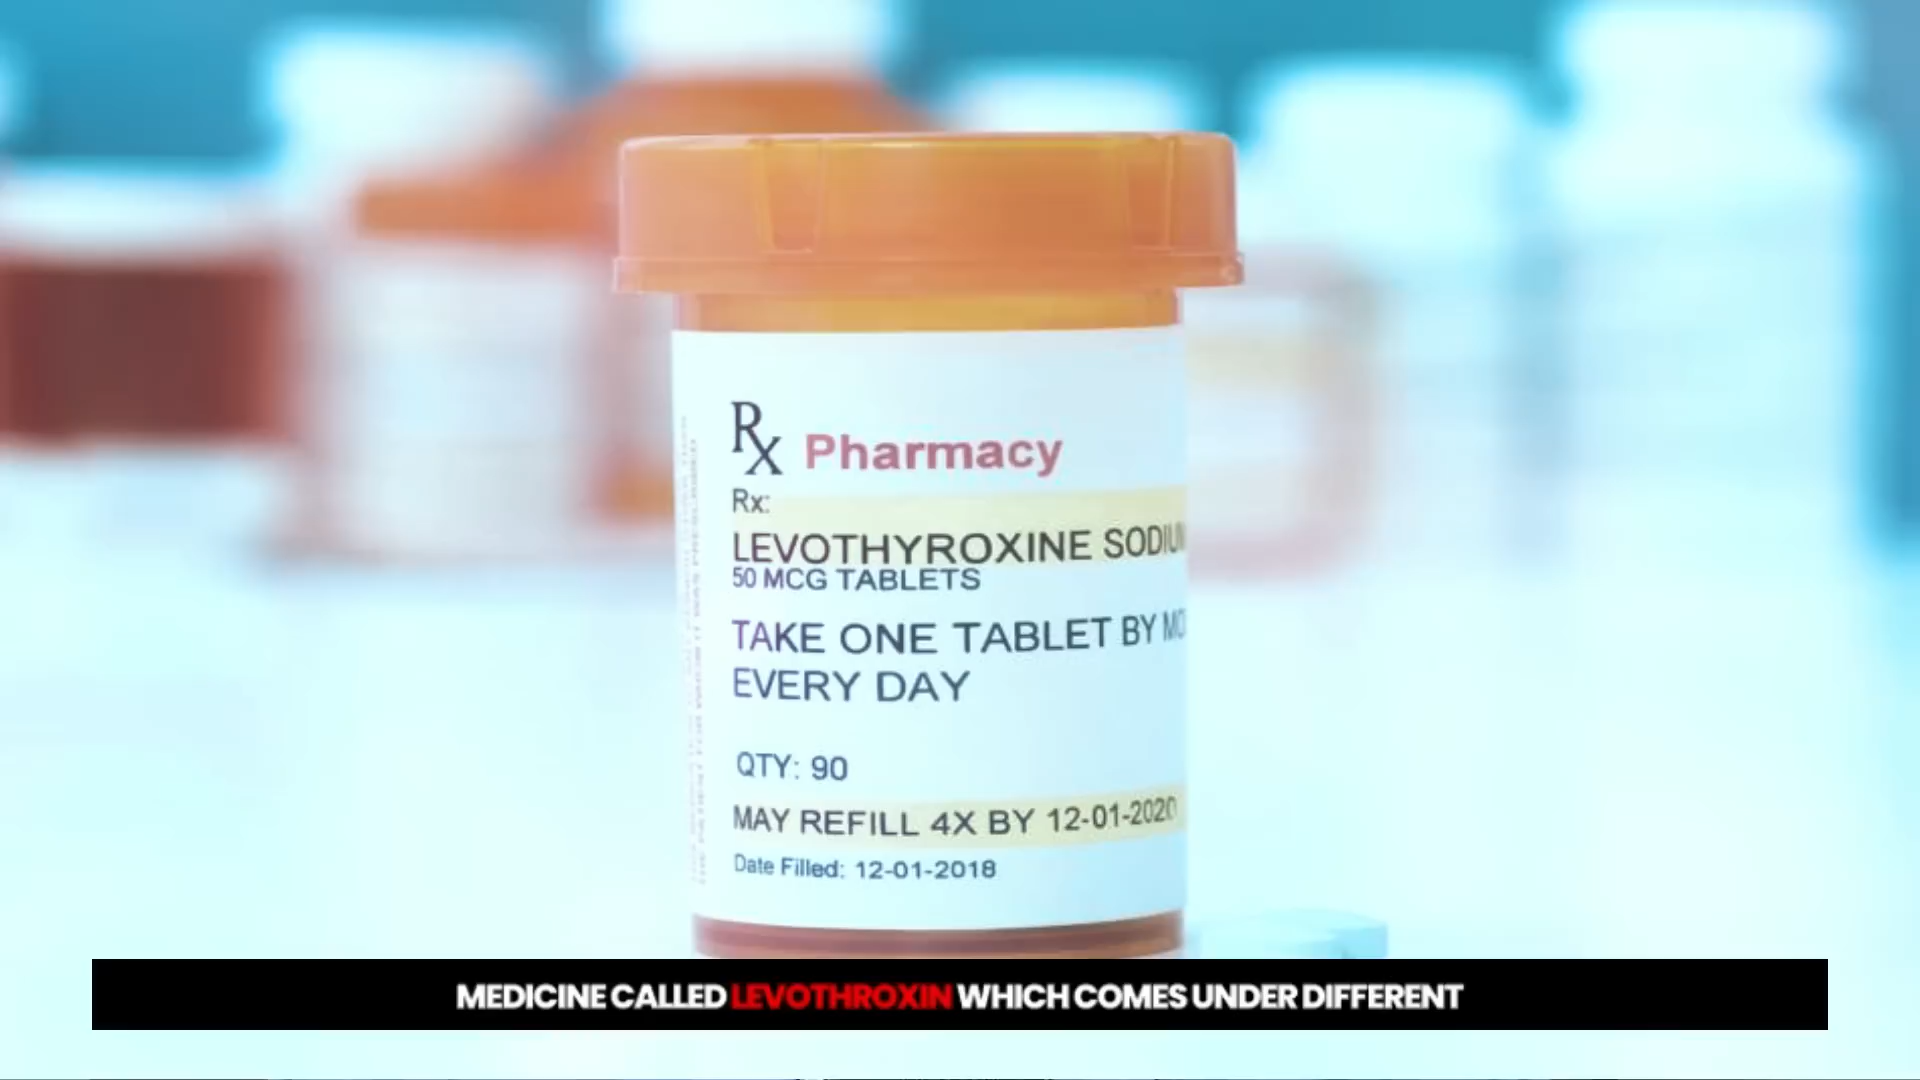 Rx Pharmacy
Rx:
LEVOTHYROXINE SODIU
50 MCG TABLETS
TAKE ONE TABLET BY MO
EVERY DAY
QTY: 90
MAY REFILL 4X BY 12-01-2020
Date Filled: 12-01-2018
MEDICINE CALLED LEVOTHROXIN WHICH COMES UNDER DIFFERENT